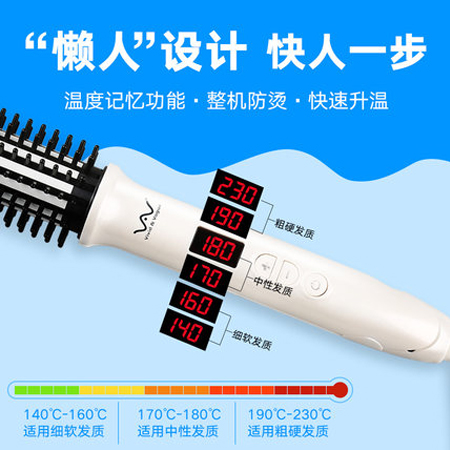 “懒人”设计 快人一步
温度记忆功能·整机防烫·快速升温
230
190
粗硬发质
180
170
中性发质
160
140
细软发质
140℃-160℃
适用细软发质
170℃-180℃
适用中性发质
190℃-230℃
适用粗硬发质